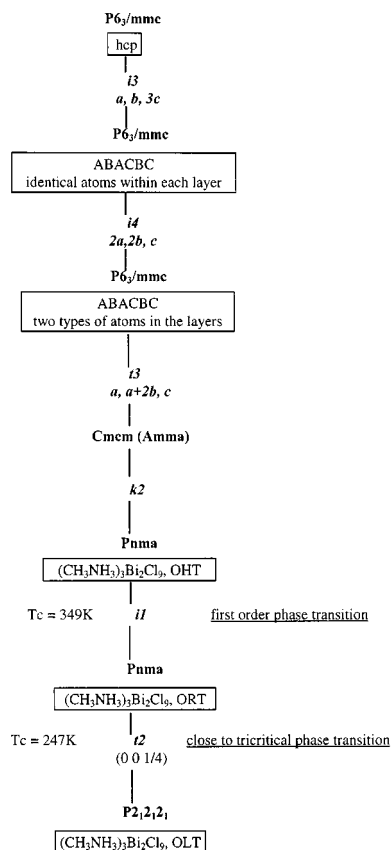 P6₃/mmc
hcp
i3
a, b, 3c
P6₃/mmc
ABACBC
identical atoms within each layer
i4
2a,2b, c
P6₃/mmc
ABACBC
two types of atoms in the layers
t3
a, a+2b, c
Cmcm (Amma)
k2
Pnma
(CH₃NH₃)₃Bi₂Cl₉, OHT
Tc = 349K i1 first order phase transition
Pnma
(CH₃NH₃)₃Bi₂Cl₉, ORT
Tc = 247K t2 close to tricritical phase transition
(0 0 1/4)
P2₁2₁2₁
(CH₃NH₃)₃Bi₂Cl₉, OLT